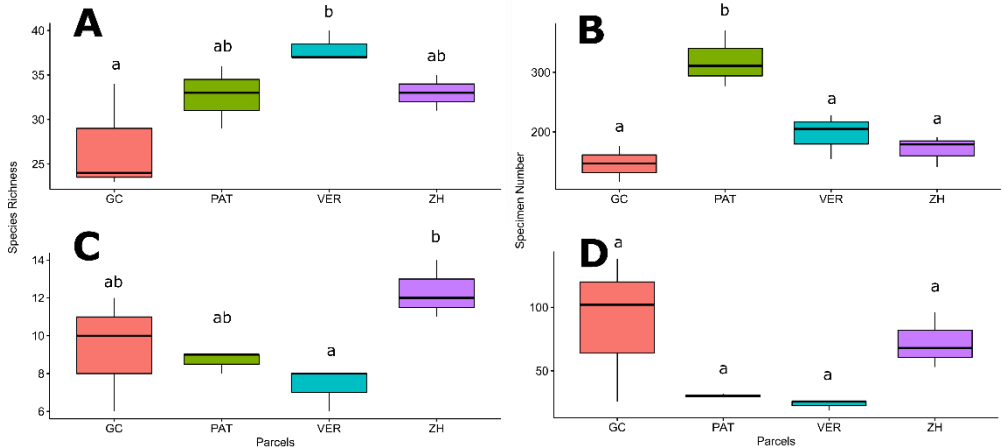 A
Species Richness
40
35
30
25
a
ab
b
ab
GC
PAT
VER
ZH
B
Specimen Number
300
200
a
b
a
a
GC
PAT
VER
ZH
C
14
12
10
8
6
ab
ab
a
b
GC
PAT
VER
ZH
Parcels
D
100
50
a
a
a
a
GC
PAT
VER
ZH
Parcels